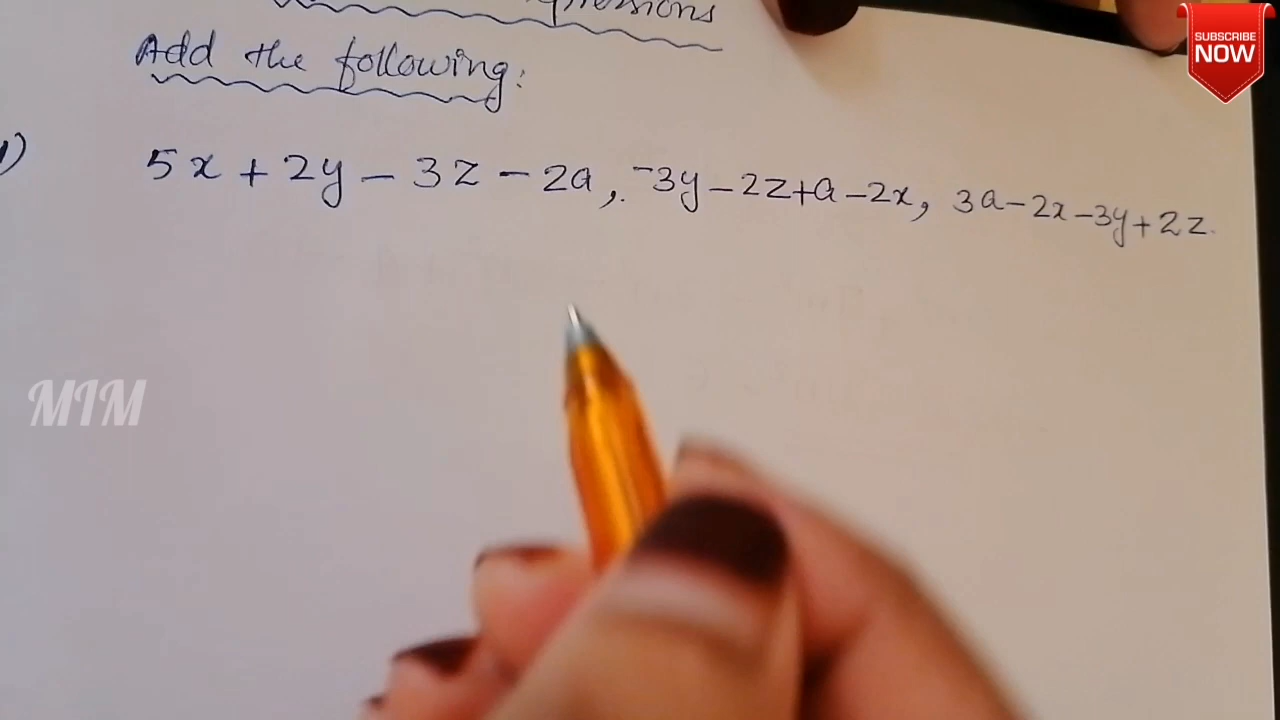 SUBSCRIBE
NOW
Add the following:
1) 5x + 2y - 3z - 2a, -3y - 2z + a - 2x, 3a - 2x - 3y + 2z.
MIM